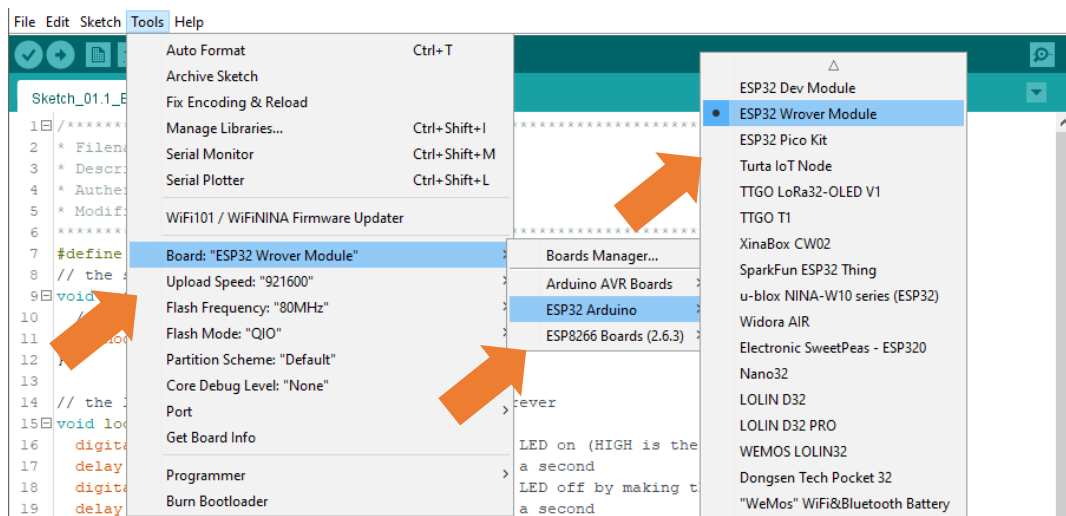 File Edit Sketch Tools Help
Auto Format Ctrl+T
Archive Sketch
Fix Encoding & Reload
Manage Libraries... Ctrl+Shift+I
Serial Monitor Ctrl+Shift+M
Serial Plotter Ctrl+Shift+L
WiFi101 / WiFiNINA Firmware Updater
Board: "ESP32 Wrover Module"
Upload Speed: "921600"
Flash Frequency: "80MHz"
Flash Mode: "QIO"
Partition Scheme: "Default"
Core Debug Level: "None"
Port
Get Board Info
Programmer
Burn Bootloader
Boards Manager...
Arduino AVR Boards
ESP32 Arduino
ESP8266 Boards (2.6.3)
ESP32 Dev Module
ESP32 Wrover Module
ESP32 Pico Kit
Turta IoT Node
TTGO LoRa32-OLED V1
TTGO T1
XinaBox CW02
SparkFun ESP32 Thing
u-blox NINA-W10 series (ESP32)
Widora AIR
Electronic SweetPeas - ESP320
Nano32
LOLIN D32
LOLIN D32 PRO
WEMOS LOLIN32
Dongsen Tech Pocket 32
"WeMos" WiFi&Bluetooth Battery
Sketch_01.1_B
1 /*******
2 * Filena
3 * Descri
4 * Auther
5 * Modifi
6 *******
7 #define
8 // the s
9 void
10
11
12
13
14 // the l rever
15 void loo
16 digita LED on (HIGH is the
17 delay a second
18 digita LED off by making t
19 delay a second